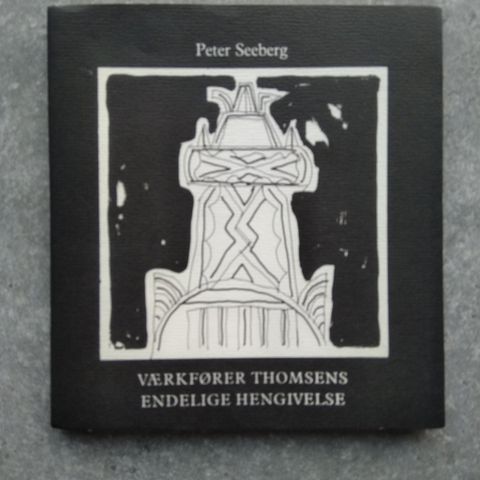 Peter Seeberg
VÆRKFØRER THOMSENS
ENDELIGE HENGIVELSE